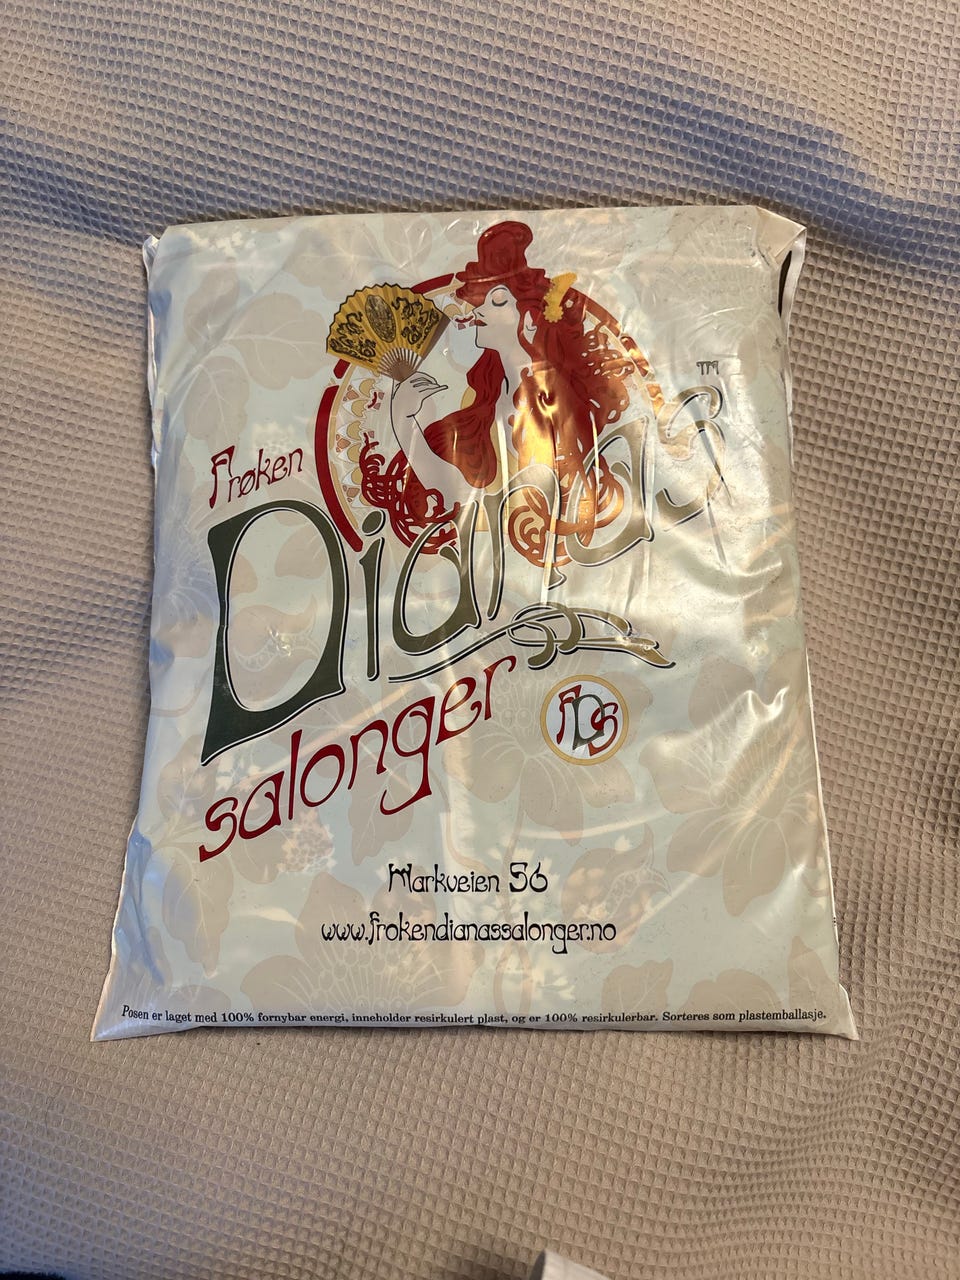 Frøken
Dianas™
salonger
FDS
Markveien 56
www.frokendianassalonger.no
Posen er laget med 100% fornybar energi, inneholder resirkulert plast, og er 100% resirkulerbar. Sorteres som plastemballasje.